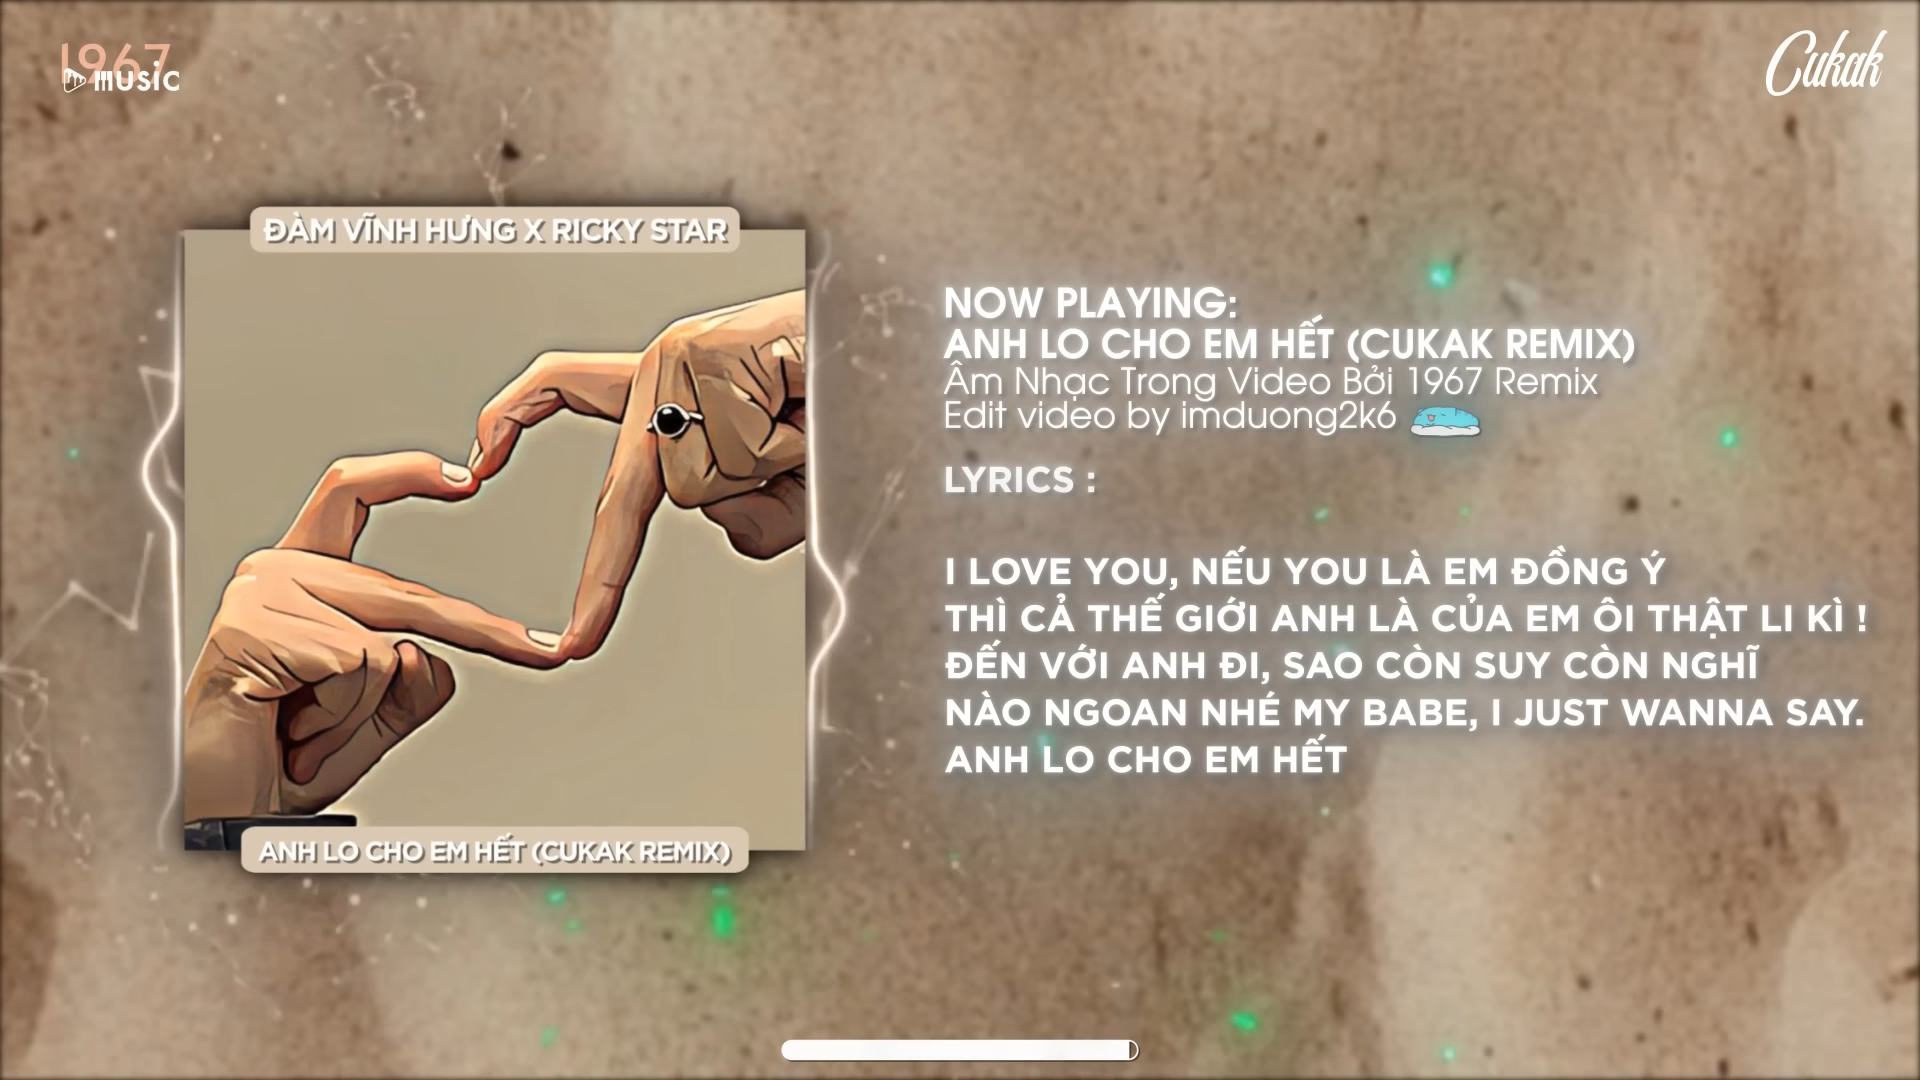 1967
MUSIC
Cukak
ĐÀM VĨNH HƯNG X RICKY STAR
ANH LO CHO EM HẾT (CUKAK REMIX)
NOW PLAYING:
ANH LO CHO EM HẾT (CUKAK REMIX)
Âm Nhạc Trong Video Bởi 1967 Remix
Edit video by imduong2k6
LYRICS :
I LOVE YOU, NẾU YOU LÀ EM ĐỒNG Ý
THÌ CẢ THẾ GIỚI ANH LÀ CỦA EM ÔI THẬT LI KÌ !
ĐẾN VỚI ANH ĐI, SAO CÒN SUY CÒN NGHĨ
NÀO NGOAN NHÉ MY BABE, I JUST WANNA SAY.
ANH LO CHO EM HẾT